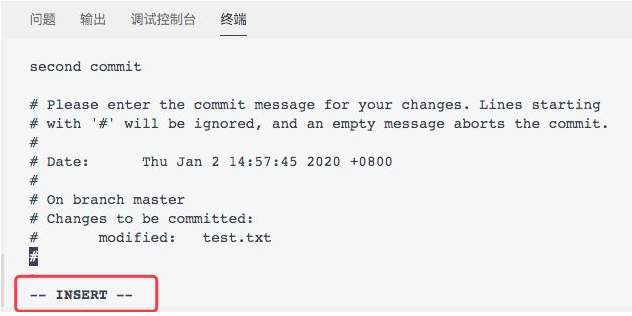 问题 输出 调试控制台 终端
second commit
# Please enter the commit message for your changes. Lines starting
# with '#' will be ignored, and an empty message aborts the commit.
#
# Date:      Thu Jan 2 14:57:45 2020 +0800
#
# On branch master
# Changes to be committed:
#       modified:   test.txt
#
-- INSERT --